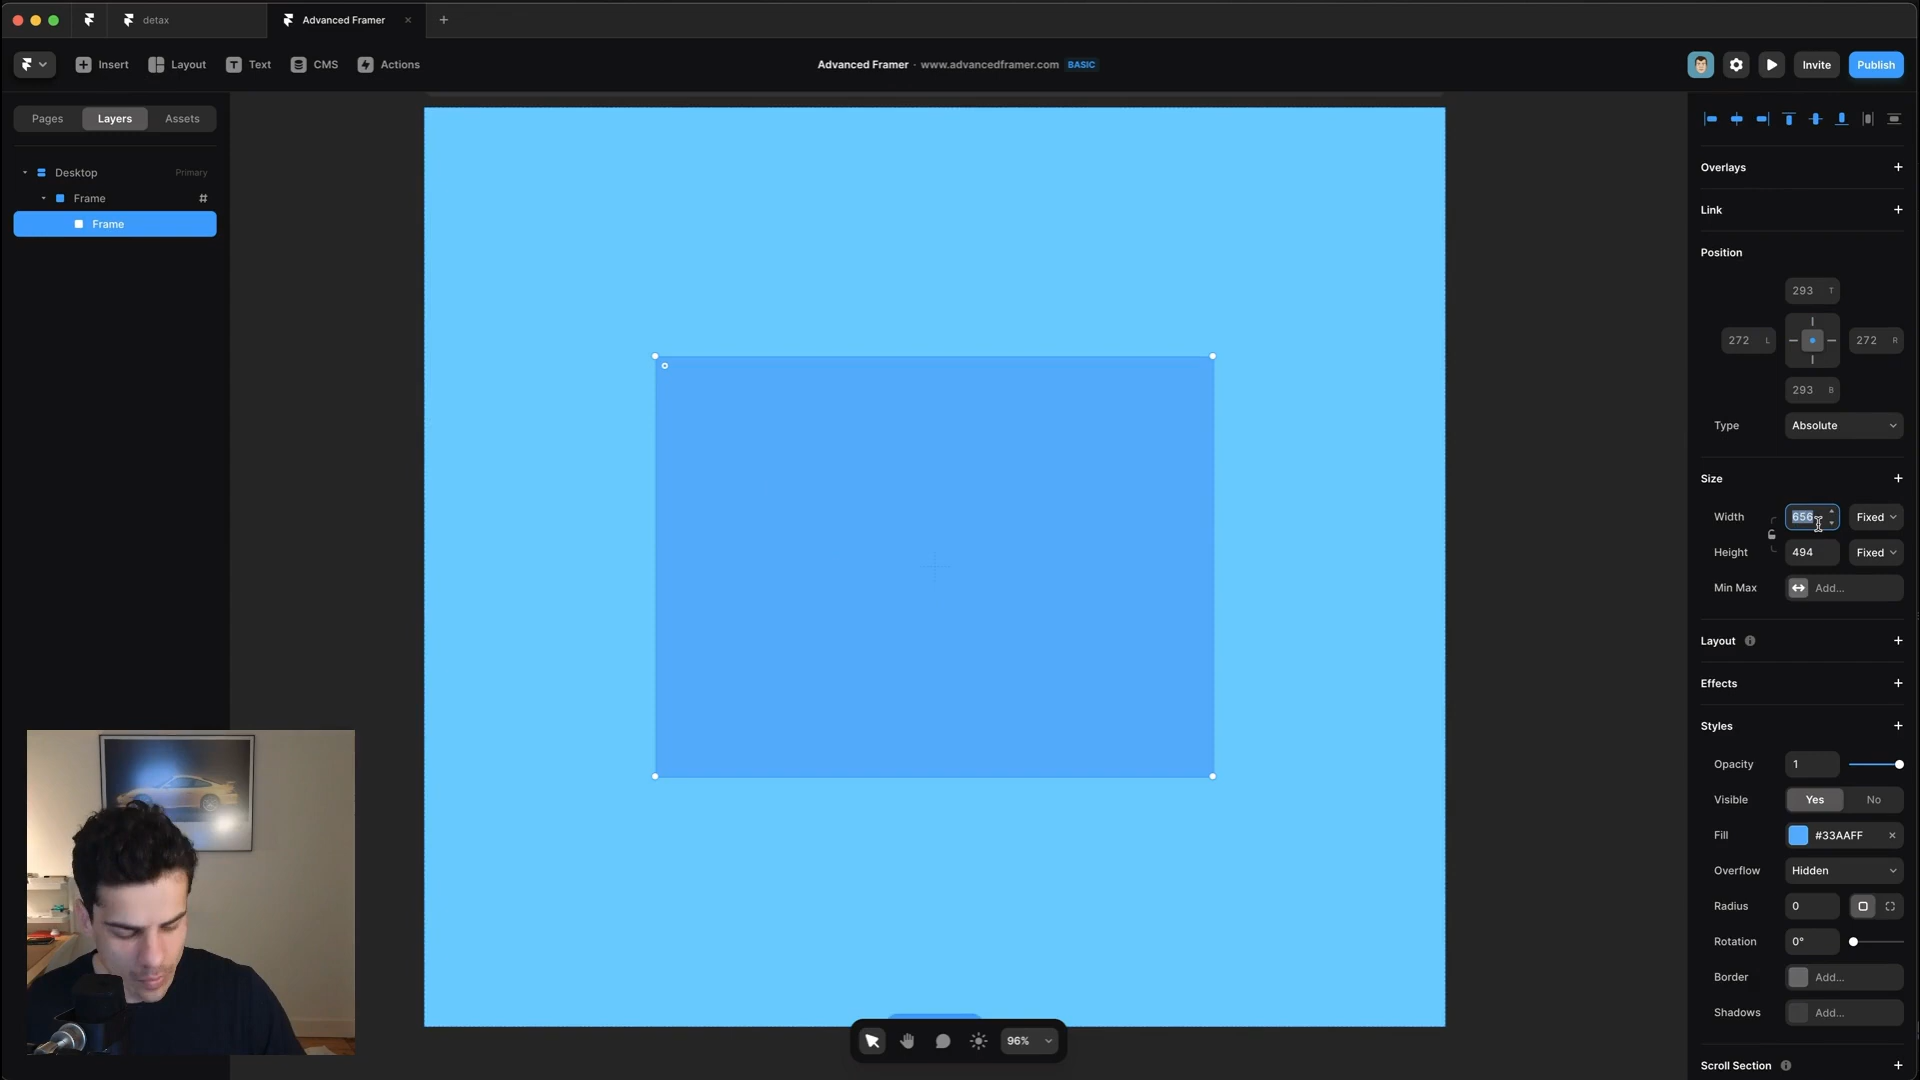 detax
Advanced Framer
Insert
Layout
Text
CMS
Actions
Advanced Framer · www.advancedframer.com BASIC
Invite
Publish
Pages
Layers
Assets
Desktop
Primary
Frame
Frame
Overlays
Link
Position
293 T
272 L
272 R
293 B
Type
Absolute
Size
Width
656
Fixed
Height
494
Fixed
Min Max
Add...
Layout
Effects
Styles
Opacity
1
Visible
Yes
No
Fill
#33AAFF
Overflow
Hidden
Radius
0
Rotation
0°
Border
Add...
Shadows
Add...
Scroll Section
96%